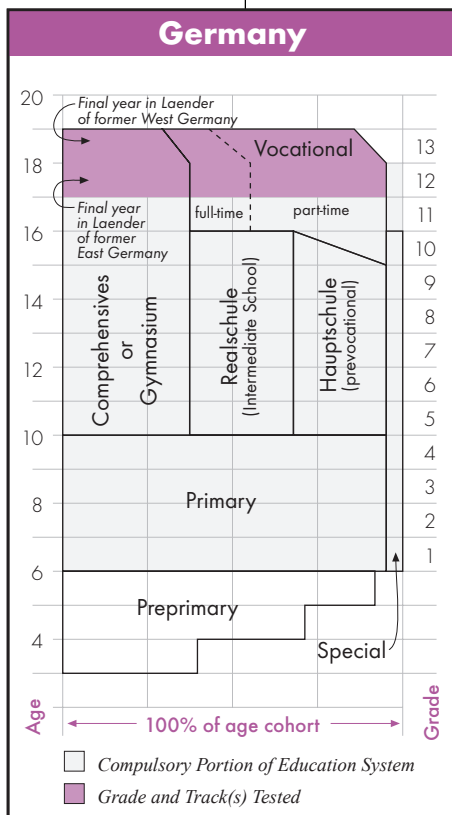 Germany
20
Final year in Laender
of former West Germany
13
18
Vocational
12
Final year
in Laender
of former
East Germany
full-time
part-time
11
16
10
Comprehensives
or
Gymnasium
Realschule
(Intermediate School)
Hauptschule
(prevocational)
9
14
8
7
12
6
5
10
4
3
8
Primary
2
1
6
Preprimary
4
Special
Age
100% of age cohort
Grade
Compulsory Portion of Education System
Grade and Track(s) Tested